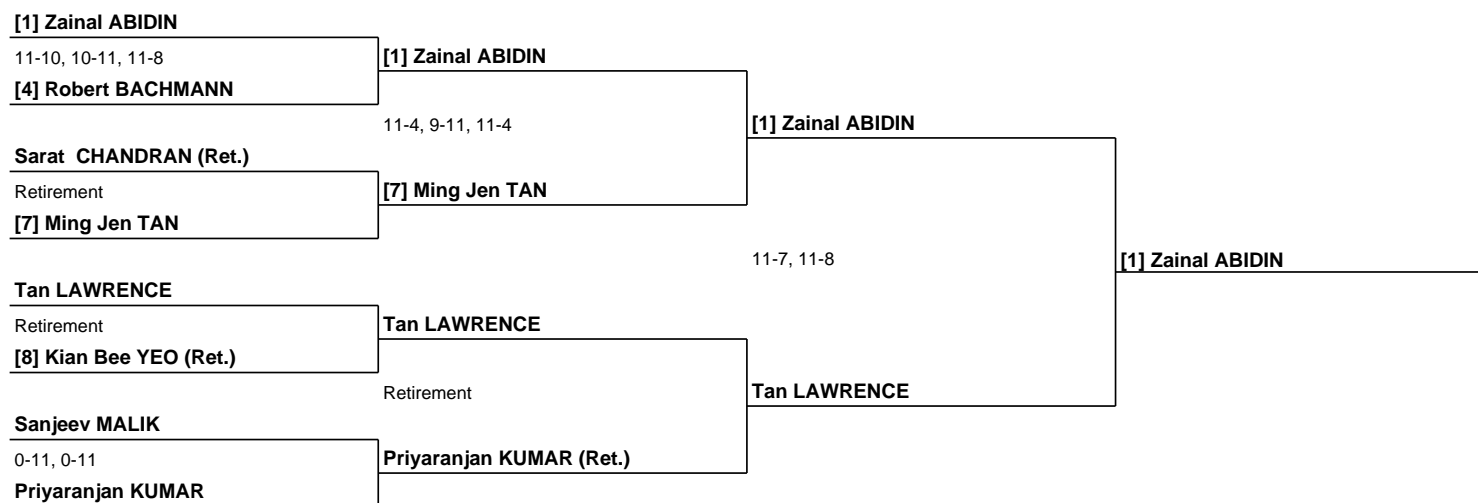 [1] Zainal ABIDIN
11-10, 10-11, 11-8
[1] Zainal ABIDIN
[4] Robert BACHMANN
11-4, 9-11, 11-4
[1] Zainal ABIDIN
Sarat  CHANDRAN (Ret.)
Retirement
[7] Ming Jen TAN
[7] Ming Jen TAN
11-7, 11-8
[1] Zainal ABIDIN
Tan LAWRENCE
Retirement
Tan LAWRENCE
[8] Kian Bee YEO (Ret.)
Retirement
Tan LAWRENCE
Sanjeev MALIK
0-11, 0-11
Priyaranjan KUMAR (Ret.)
Priyaranjan KUMAR